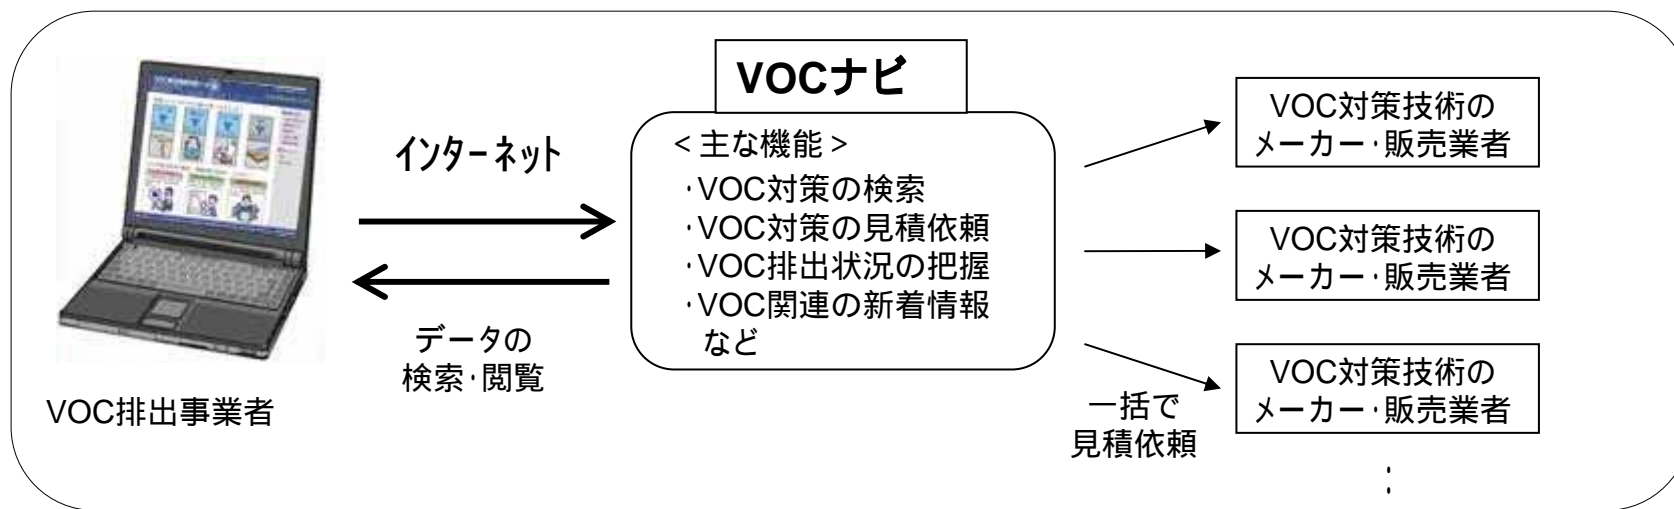 VOCナビ
インターネット
<主な機能>
・VOC対策の検索
・VOC対策の見積依頼
・VOC排出状況の把握
・VOC関連の新着情報
など
データの
検索・閲覧
VOC排出事業者
VOC対策技術の
メーカー・販売業者
VOC対策技術の
メーカー・販売業者
VOC対策技術の
メーカー・販売業者
一括で
見積依頼
: